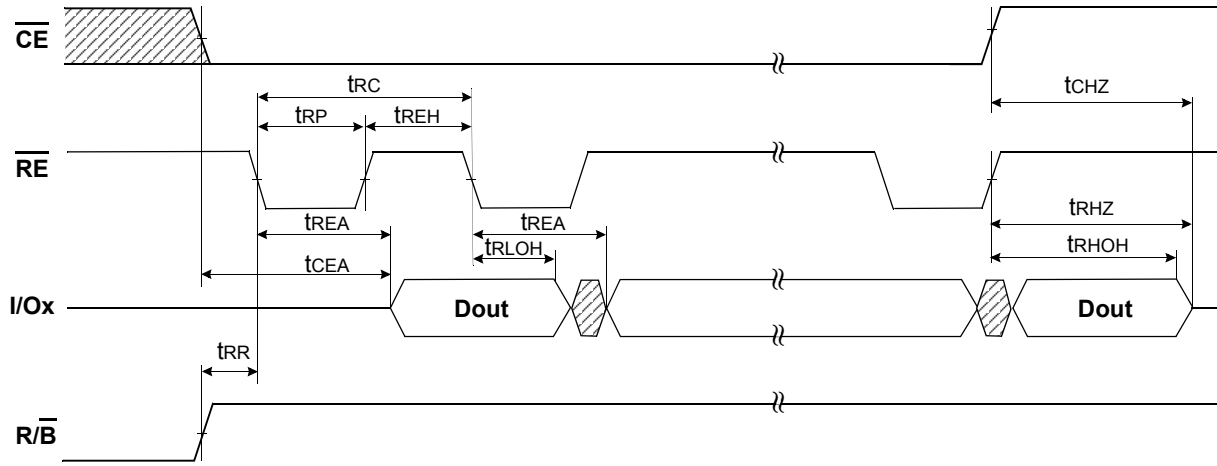 CE
tRC
tCHZ
tRP
tREH
RE
tREA
tREA
tRHZ
tRLOH
tRHOH
tCEA
I/Ox
Dout
Dout
tRR
R/B